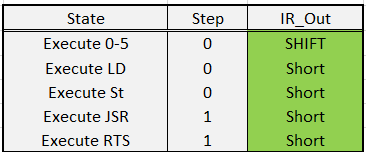 State Step IR_Out
Execute 0-5 0 SHIFT
Execute LD 0 Short
Execute St 0 Short
Execute JSR 1 Short
Execute RTS 1 Short